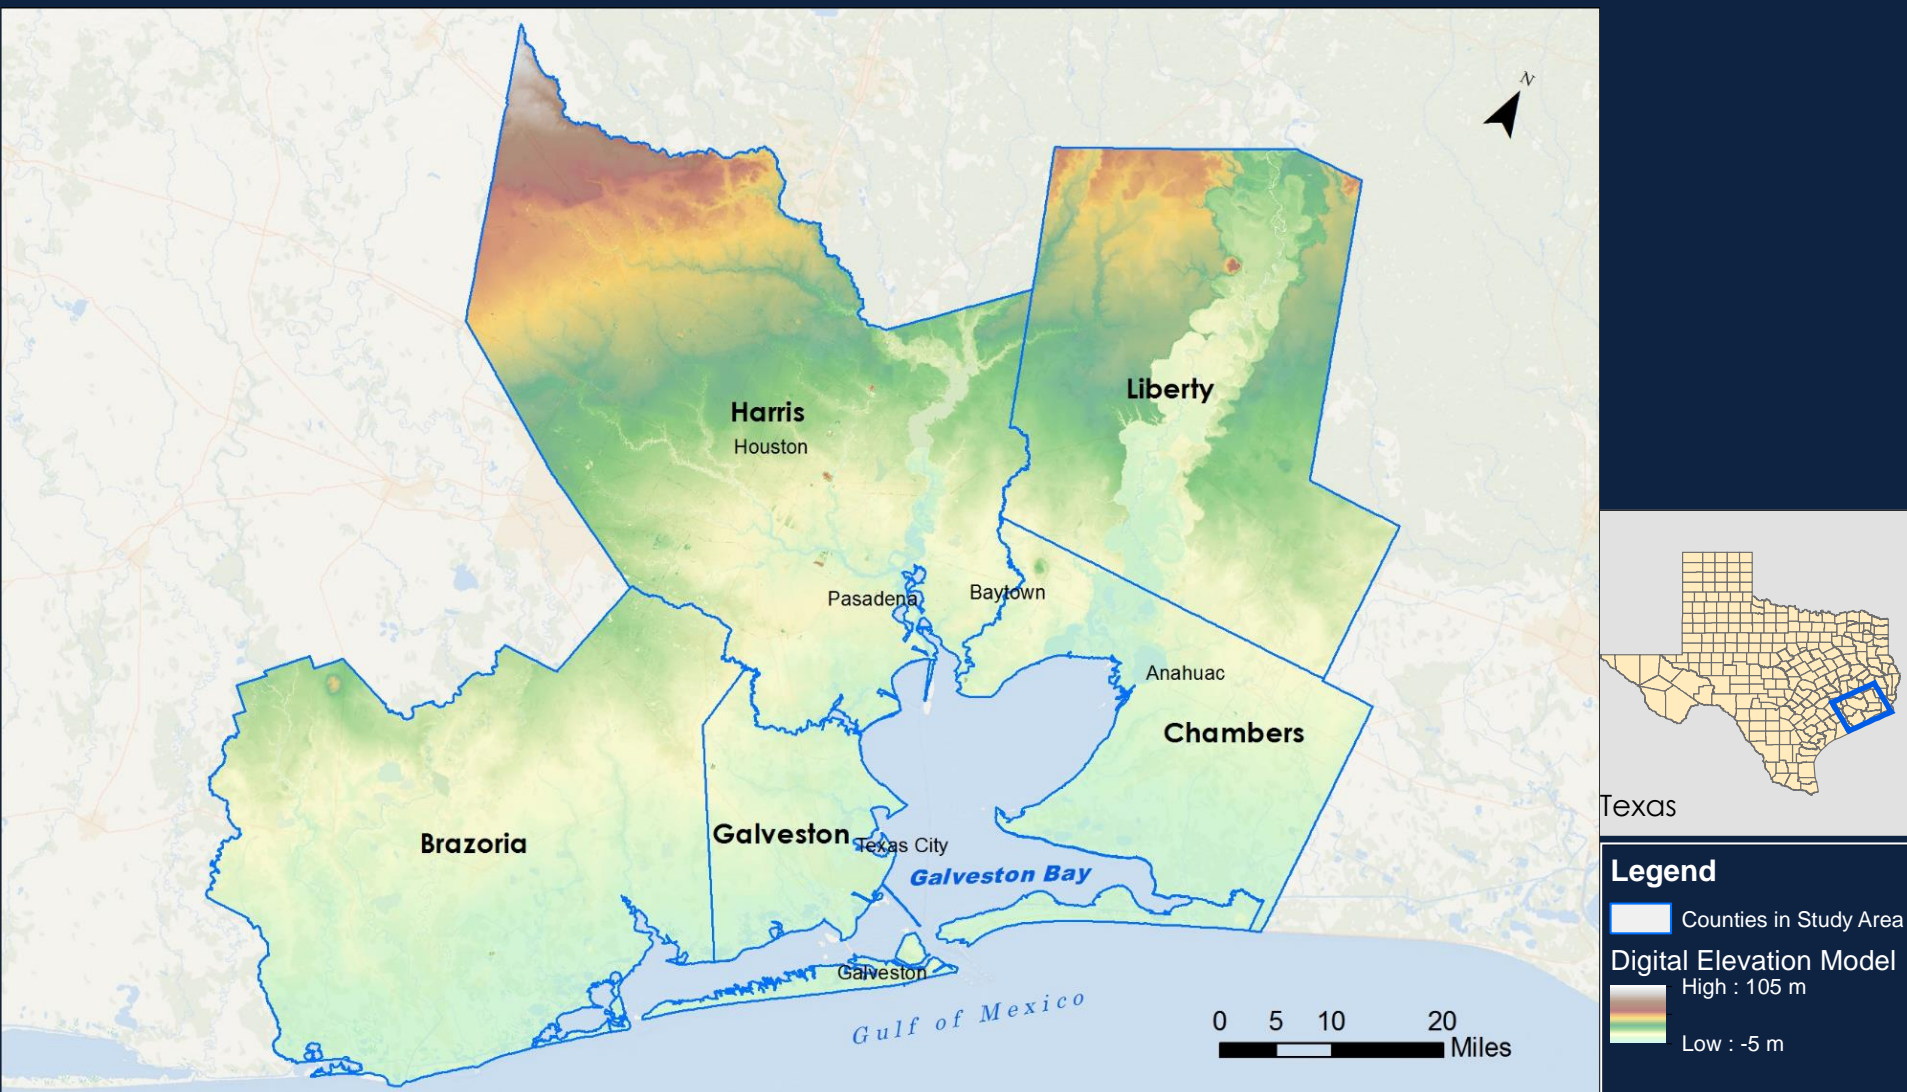 N
Harris
Houston
Liberty
Pasadena
Baytown
Anahuac
Chambers
Brazoria
Galveston
Texas City
Galveston Bay
Galveston
Gulf of Mexico
0 5 10 20
Miles
Texas
Legend
Counties in Study Area
Digital Elevation Model
High : 105 m
Low : -5 m